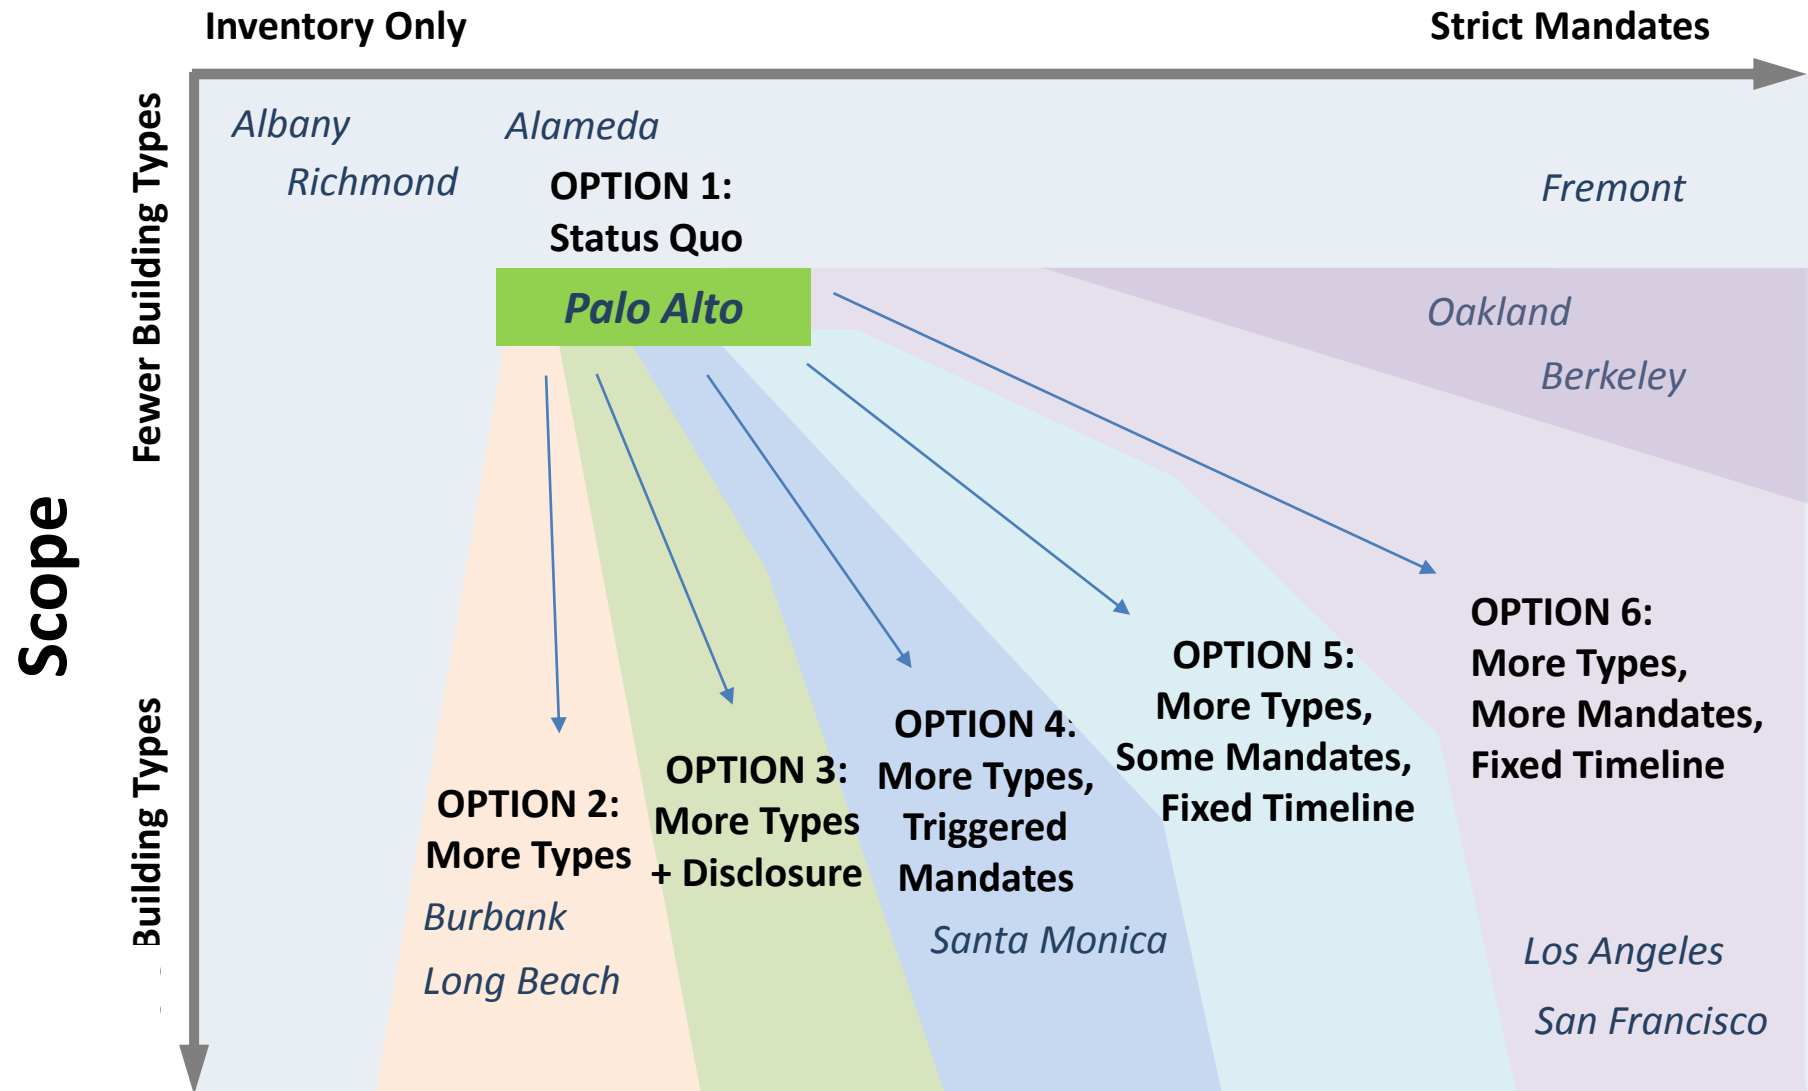 Inventory Only
Strict Mandates
Scope
Fewer Building Types
Building Types
Albany
Alameda
Richmond
OPTION 1:
Status Quo
Fremont
Palo Alto
Oakland
Berkeley
OPTION 2:
More Types
Burbank
Long Beach
OPTION 3:
More Types
+ Disclosure
OPTION 4:
More Types,
Triggered
Mandates
Santa Monica
OPTION 5:
More Types,
Some Mandates,
Fixed Timeline
OPTION 6:
More Types,
More Mandates,
Fixed Timeline
Los Angeles
San Francisco